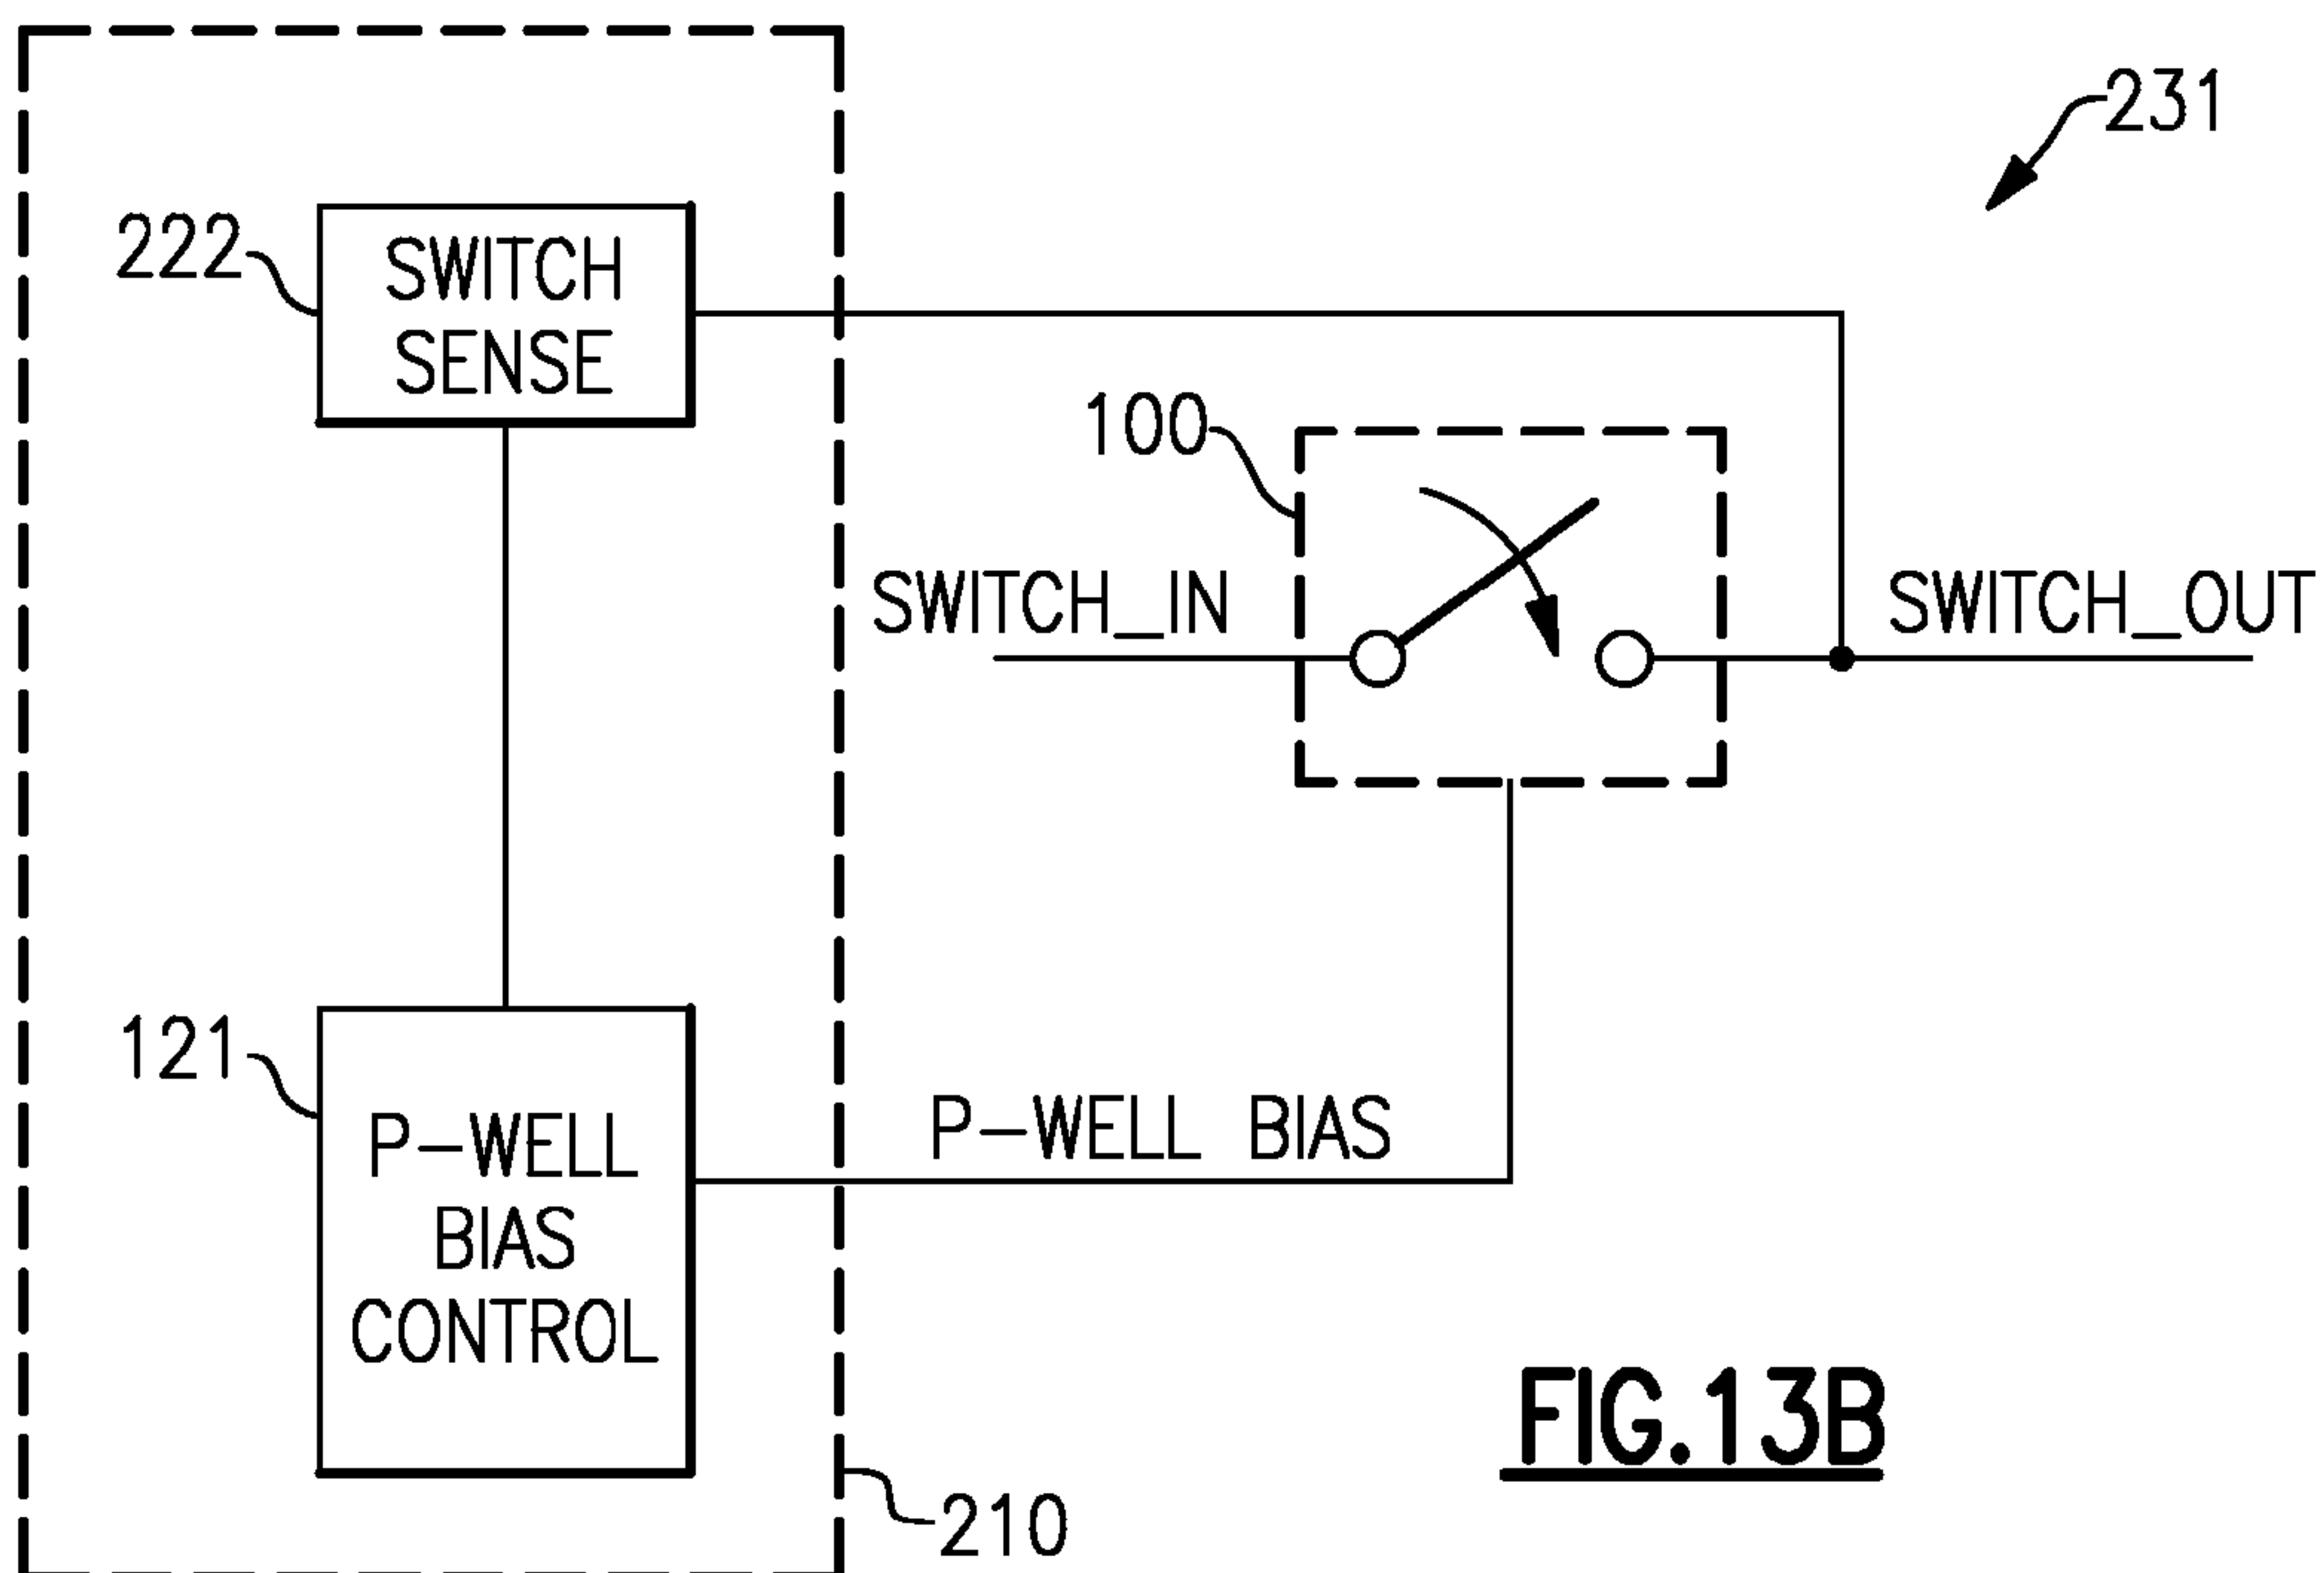 231
222
SWITCH
SENSE
100
SWITCH_IN
SWITCH_OUT
121
P-WELL
BIAS
CONTROL
P-WELL BIAS
210
FIG.13B